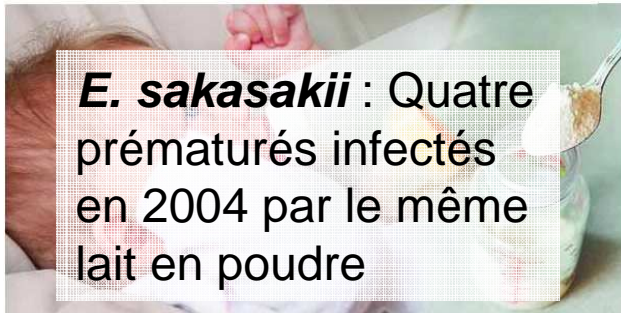 E. sakasakii : Quatre
prématurés infectés
en 2004 par le même
lait en poudre